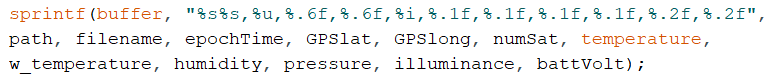 sprintf(buffer, "%s%s,%u,%.6f,%.6f,%i,%.1f,%.1f,%.1f,%.1f,%.2f,%.2f",
path, filename, epochTime, GPSlat, GPSlong, numSat, temperature,
w_temperature, humidity, pressure, illuminance, battVolt);